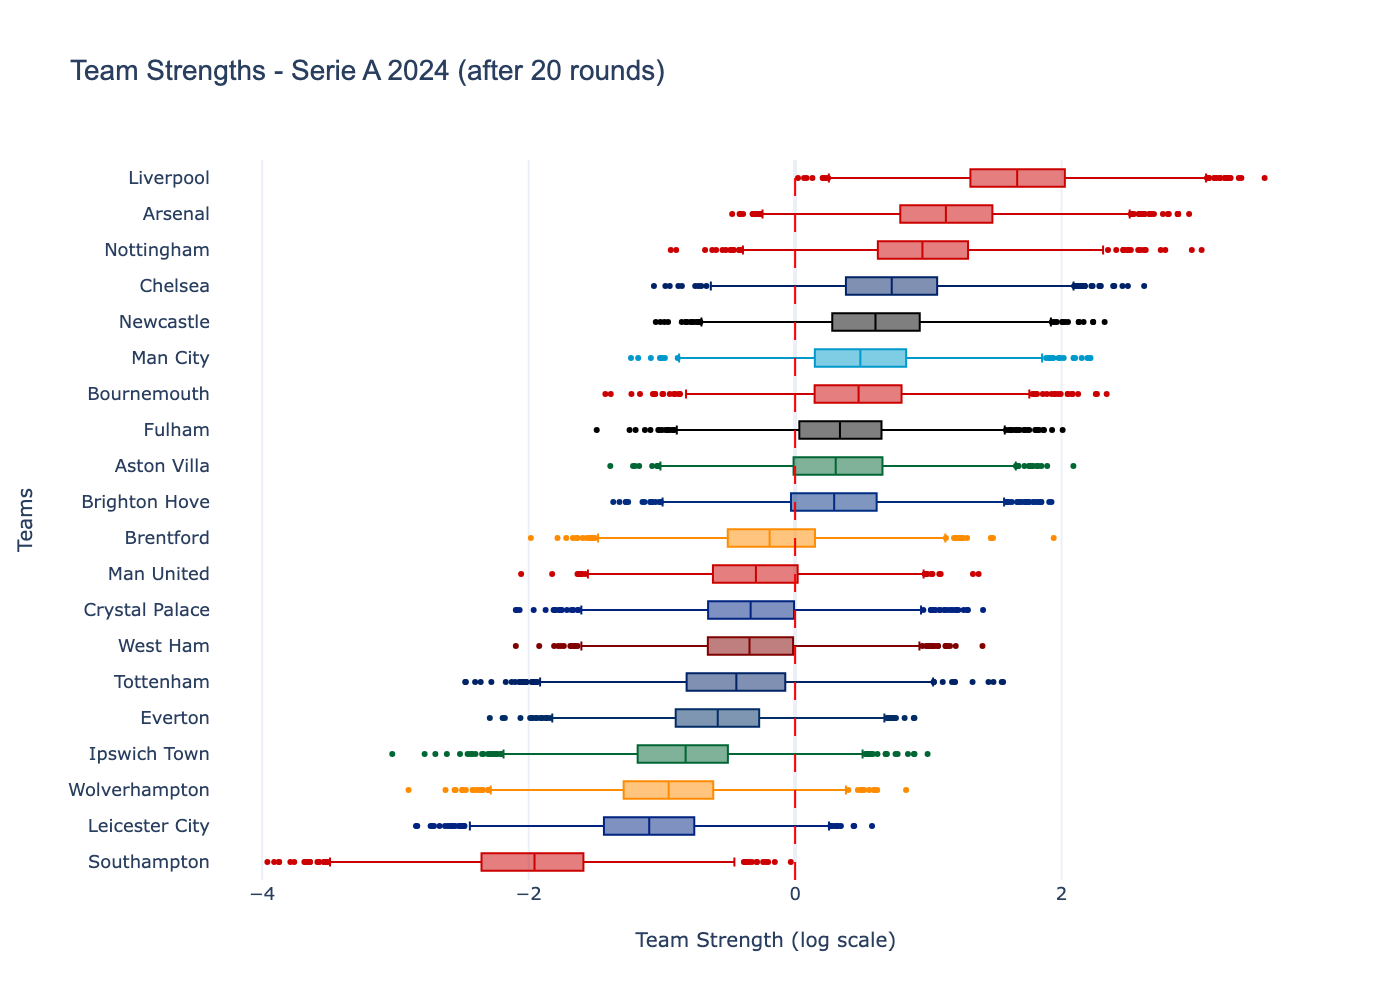 Team Strengths - Serie A 2024 (after 20 rounds)
Liverpool
Arsenal
Nottingham
Chelsea
Newcastle
Man City
Bournemouth
Fulham
Aston Villa
Brighton Hove
Brentford
Man United
Crystal Palace
West Ham
Tottenham
Everton
Ipswich Town
Wolverhampton
Leicester City
Southampton
Teams
−4 −2 0 2
Team Strength (log scale)